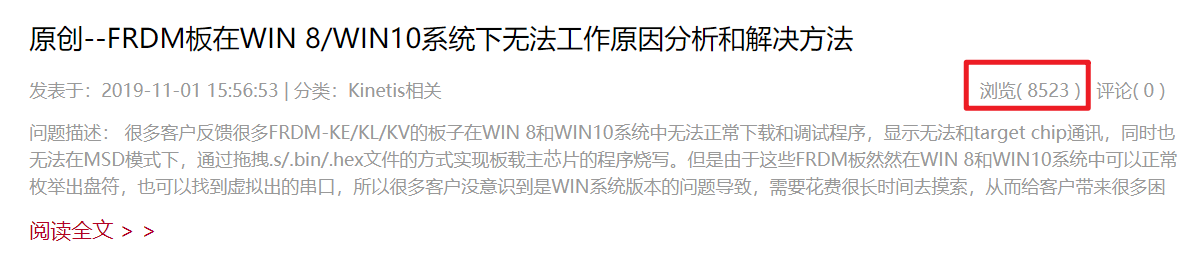 原创--FRDM板在WIN 8/WIN10系统下无法工作原因分析和解决方法
发表于：2019-11-01 15:56:53 | 分类：Kinetis相关 浏览( 8523 ) 评论( 0 )
问题描述： 很多客户反馈很多FRDM-KE/KL/KV的板子在WIN 8和WIN10系统中无法正常下载和调试程序，显示无法和target chip通讯，同时也
无法在MSD模式下，通过拖拽.s/.bin/.hex文件的方式实现板载主芯片的程序烧写。但是由于这些FRDM板然然在WIN 8和WIN10系统中可以正常
枚举出盘符，也可以找到虚拟出的串口，所以很多客户没意识到是WIN系统版本的问题导致，需要花费很长时间去摸索，从而给客户带来很多困
阅读全文 > >